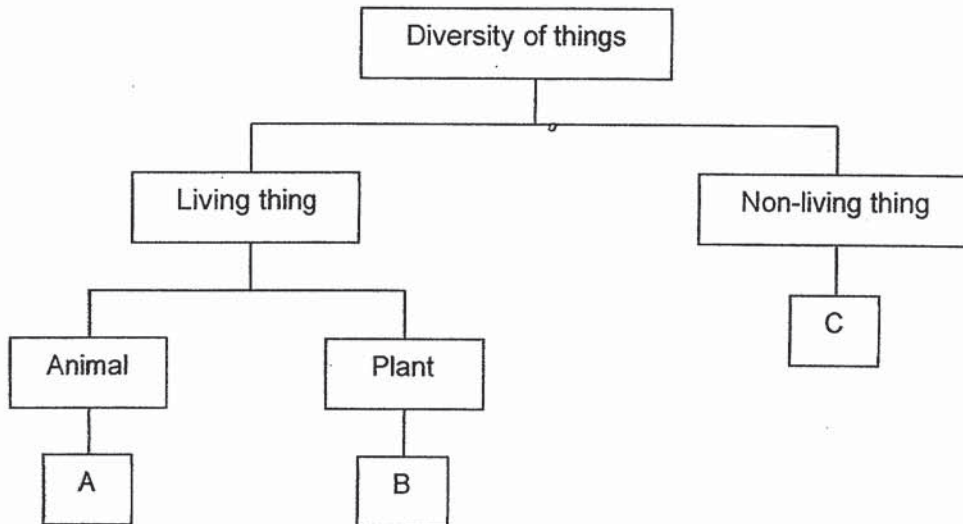 Diversity of things
Living thing
Non-living thing
Animal
Plant
C
A
B